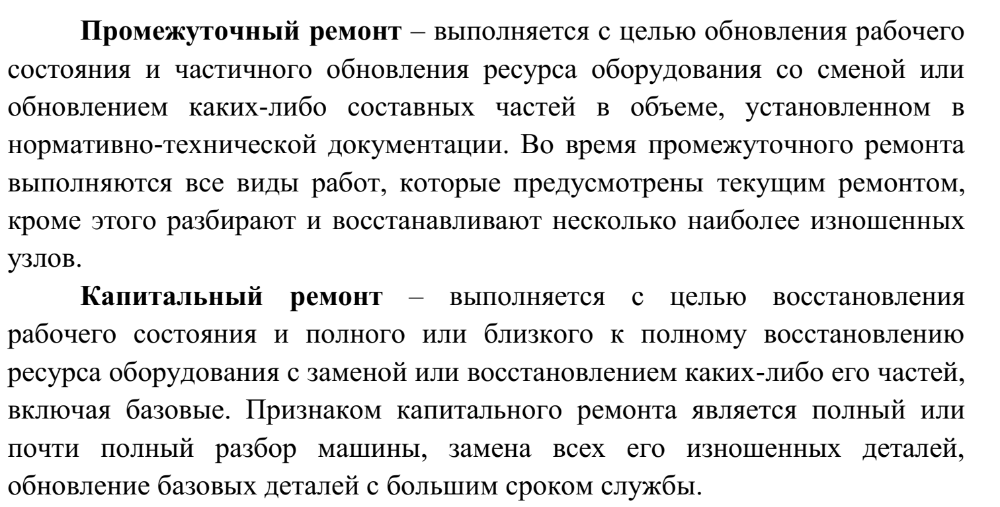 Промежуточный ремонт – выполняется с целью обновления рабочего
состояния и частичного обновления ресурса оборудования со сменой или
обновлением каких-либо составных частей в объеме, установленном в
нормативно-технической документации. Во время промежуточного ремонта
выполняются все виды работ, которые предусмотрены текущим ремонтом,
кроме этого разбирают и восстанавливают несколько наиболее изношенных
узлов.
Капитальный ремонт – выполняется с целью восстановления
рабочего состояния и полного или близкого к полному восстановлению
ресурса оборудования с заменой или восстановлением каких-либо его частей,
включая базовые. Признаком капитального ремонта является полный или
почти полный разбор машины, замена всех его изношенных деталей,
обновление базовых деталей с большим сроком службы.